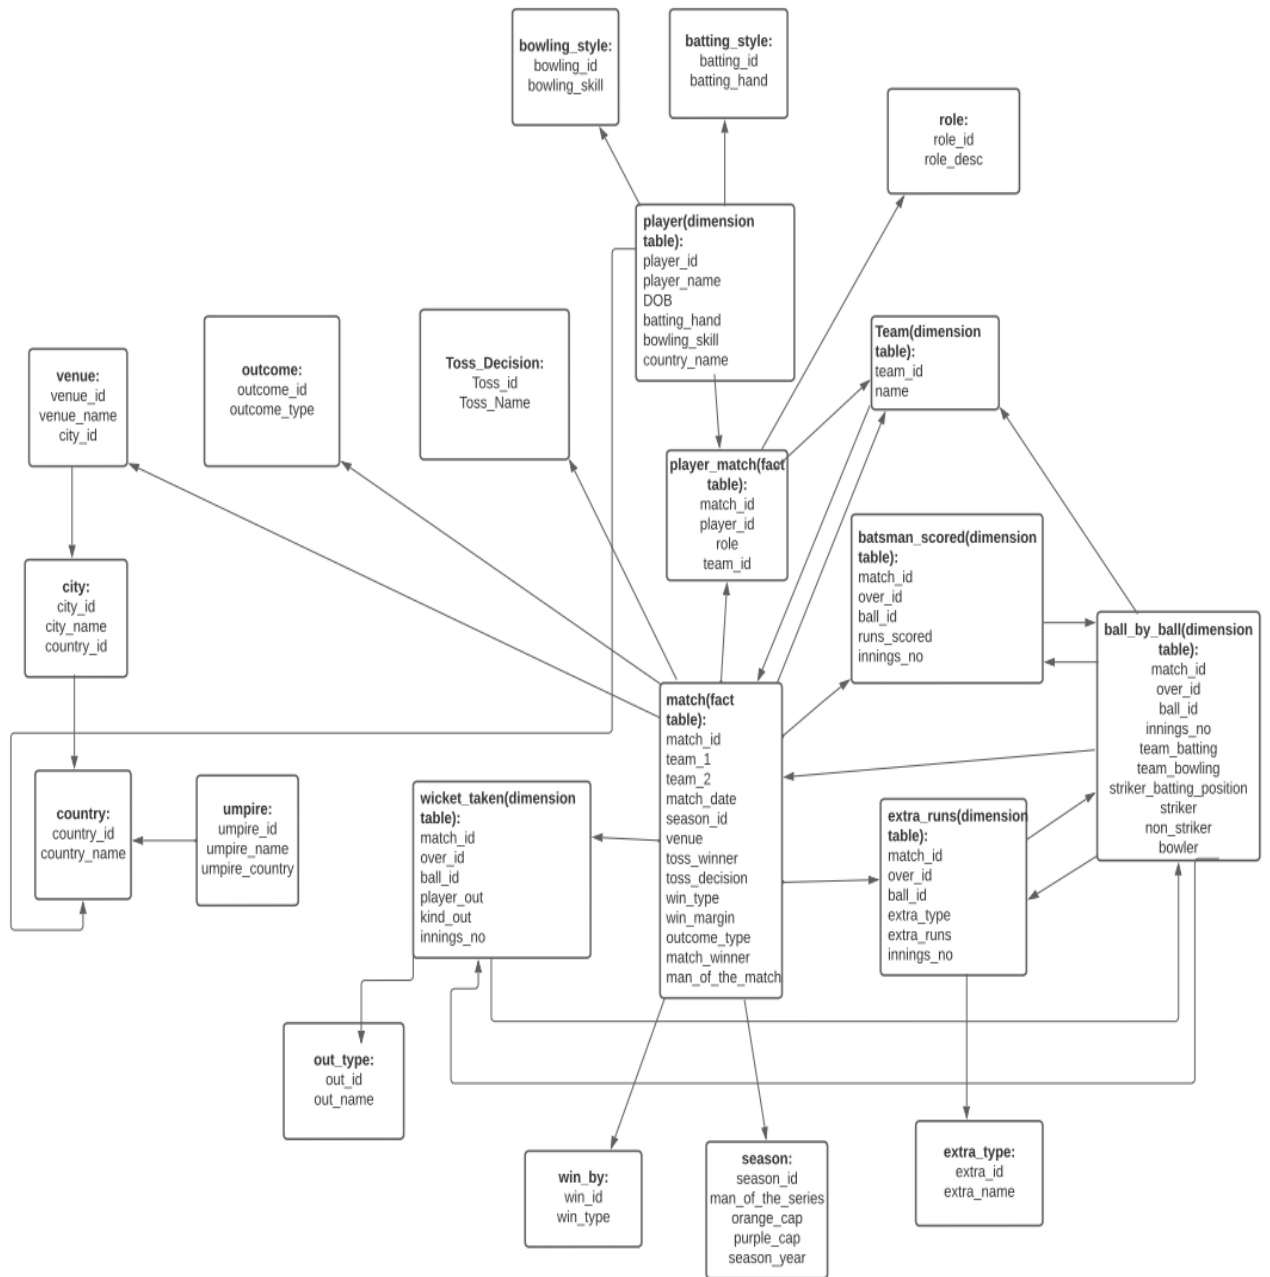 bowling_style:
bowling_id
bowling_skill
batting_style:
batting_id
batting_hand
role:
role_id
role_desc
player(dimension
table):
player_id
player_name
DOB
batting_hand
bowling_skill
country_name
venue:
venue_id
venue_name
city_id
outcome:
outcome_id
outcome_type
Toss_Decision:
Toss_id
Toss_Name
Team(dimension
table):
team_id
name
player_match(fact
table):
match_id
player_id
role
team_id
batsman_scored(dimension
table):
match_id
over_id
ball_id
runs_scored
innings_no
city:
city_id
city_name
country_id
ball_by_ball(dimension
table):
match_id
over_id
ball_id
innings_no
team_batting
team_bowling
striker_batting_position
striker
non_striker
bowler
match(fact
table):
match_id
team_1
team_2
match_date
season_id
venue
toss_winner
toss_decision
win_type
win_margin
outcome_type
match_winner
man_of_the_match
country:
country_id
country_name
umpire:
umpire_id
umpire_name
umpire_country
wicket_taken(dimension
table):
match_id
over_id
ball_id
player_out
kind_out
innings_no
extra_runs(dimension
table):
match_id
over_id
ball_id
extra_type
extra_runs
innings_no
out_type:
out_id
out_name
win_by:
win_id
win_type
season:
season_id
man_of_the_series
orange_cap
purple_cap
season_year
extra_type:
extra_id
extra_name